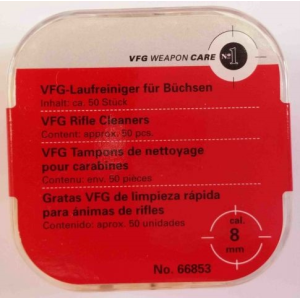 VFG WEAPON CARE No 1
VFG-Laufreiniger für Büchsen
Inhalt: ca. 50 Stück
VFG Rifle Cleaners
Content: aprox. 50 pcs.
VFG Tampons de nettoyage
pour carabines
Contenu: env. 50 pièces
Gratas VFG de limpieza rápida
para ánimas de rifles
Contenido: aprox. 50 unidades
cal.
8
mm
No. 66853